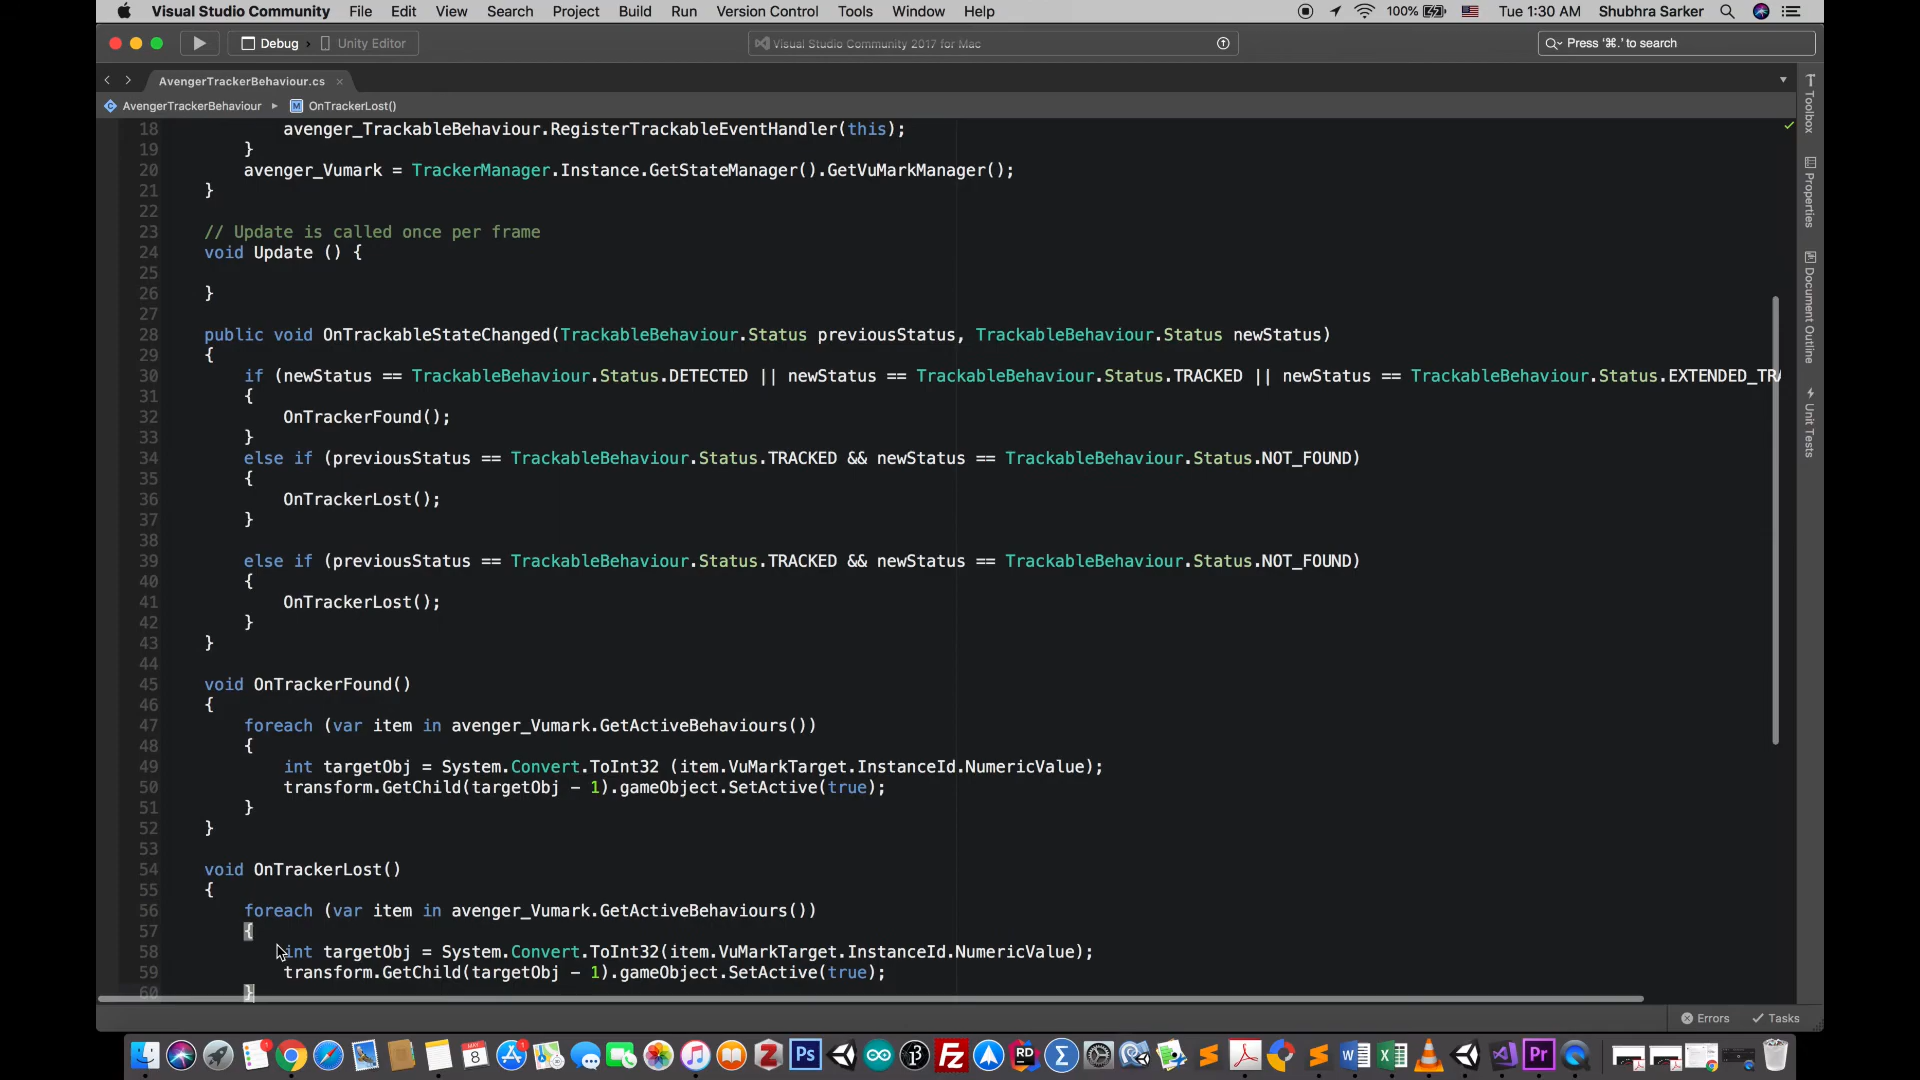 Visual Studio Community File Edit View Search Project Build Run Version Control Tools Window Help 100% Tue 1:30 AM Shubhra Sarker
Debug Unity Editor Visual Studio Community 2017 for Mac Press '⌘.' to search
AvengerTrackerBehaviour.cs
AvengerTrackerBehaviour OnTrackerLost()
18 avenger_TrackableBehaviour.RegisterTrackableEventHandler(this);
19 }
20 avenger_Vumark = TrackerManager.Instance.GetStateManager().GetVuMarkManager();
21 }
22
23 // Update is called once per frame
24 void Update () {
25
26 }
27
28 public void OnTrackableStateChanged(TrackableBehaviour.Status previousStatus, TrackableBehaviour.Status newStatus)
29 {
30 if (newStatus == TrackableBehaviour.Status.DETECTED || newStatus == TrackableBehaviour.Status.TRACKED || newStatus == TrackableBehaviour.Status.EXTENDED_TRA
31 {
32 OnTrackerFound();
33 }
34 else if (previousStatus == TrackableBehaviour.Status.TRACKED && newStatus == TrackableBehaviour.Status.NOT_FOUND)
35 {
36 OnTrackerLost();
37 }
38
39 else if (previousStatus == TrackableBehaviour.Status.TRACKED && newStatus == TrackableBehaviour.Status.NOT_FOUND)
40 {
41 OnTrackerLost();
42 }
43 }
44
45 void OnTrackerFound()
46 {
47 foreach (var item in avenger_Vumark.GetActiveBehaviours())
48 {
49 int targetObj = System.Convert.ToInt32 (item.VuMarkTarget.InstanceId.NumericValue);
50 transform.GetChild(targetObj - 1).gameObject.SetActive(true);
51 }
52 }
53
54 void OnTrackerLost()
55 {
56 foreach (var item in avenger_Vumark.GetActiveBehaviours())
57 {
58 int targetObj = System.Convert.ToInt32(item.VuMarkTarget.InstanceId.NumericValue);
59 transform.GetChild(targetObj - 1).gameObject.SetActive(true);
60 }
Toolbox
Properties
Document Outline
Unit Tests
Errors Tasks
8 Ps β Fz RD Σ W X Pr